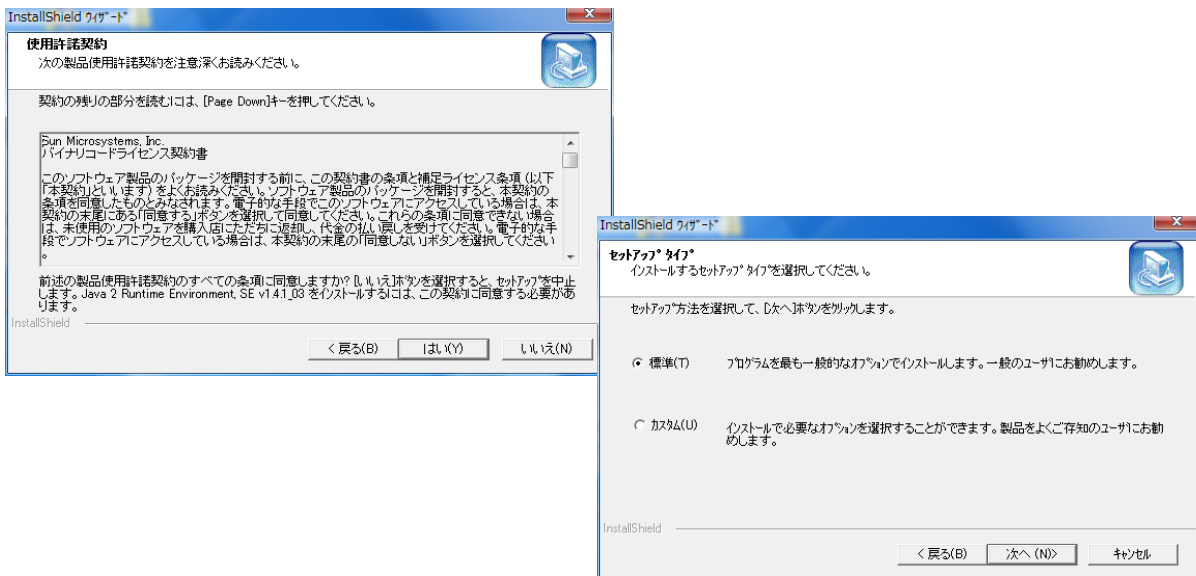 InstallShield ウィザード
使用許諾契約
次の製品使用許諾契約を注意深くお読みください。
契約の残りの部分を読むには、[Page Down]キーを押してください。
Sun Microsystems, Inc.
バイナリコードライセンス契約書
このソフトウェア製品のパッケージを開封する前に、この契約書の条項と補足ライセンス条項 (以下
「本契約」といいます) をよくお読みください。ソフトウェア製品のパッケージを開封すると、本契約の
条項を同意したものとみなされます。電子的な手段でこのソフトウェアにアクセスしている場合は、本
契約の末尾にある「同意する」ボタンを選択して同意してください。これらの条項に同意できない場合
は、未使用のソフトウェアを購入店にただちに返却し、代金の払い戻しを受けてください。電子的な手
段でソフトウェアにアクセスしている場合は、本契約の末尾の「同意しない」ボタンを選択してください
。
前述の製品使用許諾契約のすべての条項に同意しますか? [いいえ]ボタンを選択すると、セットアップを中止
します。Java 2 Runtime Environment, SE v1.4.1_03 をインストールするには、この契約に同意する必要があ
ります。
InstallShield
< 戻る(B)
はい(Y)
いいえ(N)
InstallShield ウィザード
セットアップ タイプ
インストールするセットアップ タイプを選択してください。
セットアップ方法を選択して、[次へ]ボタンをクリックします。
標準(T)
プログラムを最も一般的なオプションでインストールします。一般のユーザにお勧めします。
カスタム(U)
インストールで必要なオプションを選択することができます。製品をよくご存知のユーザにお勧
めします。
InstallShield
< 戻る(B)
次へ (N)>
キャンセル